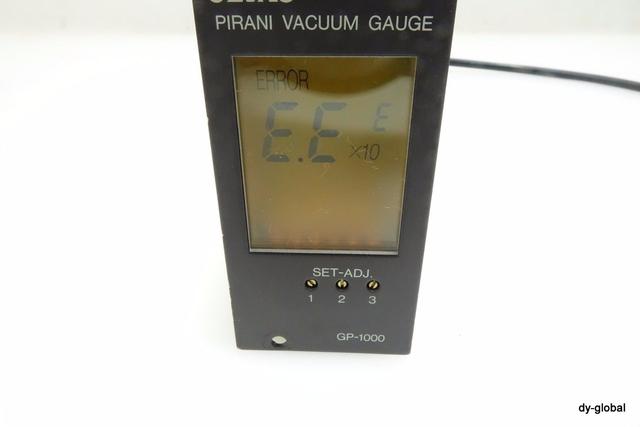 PIRANI VACUUM GAUGE
ERROR
E.E ×10 E
SET-ADJ.
1 2 3
GP-1000
dy-global